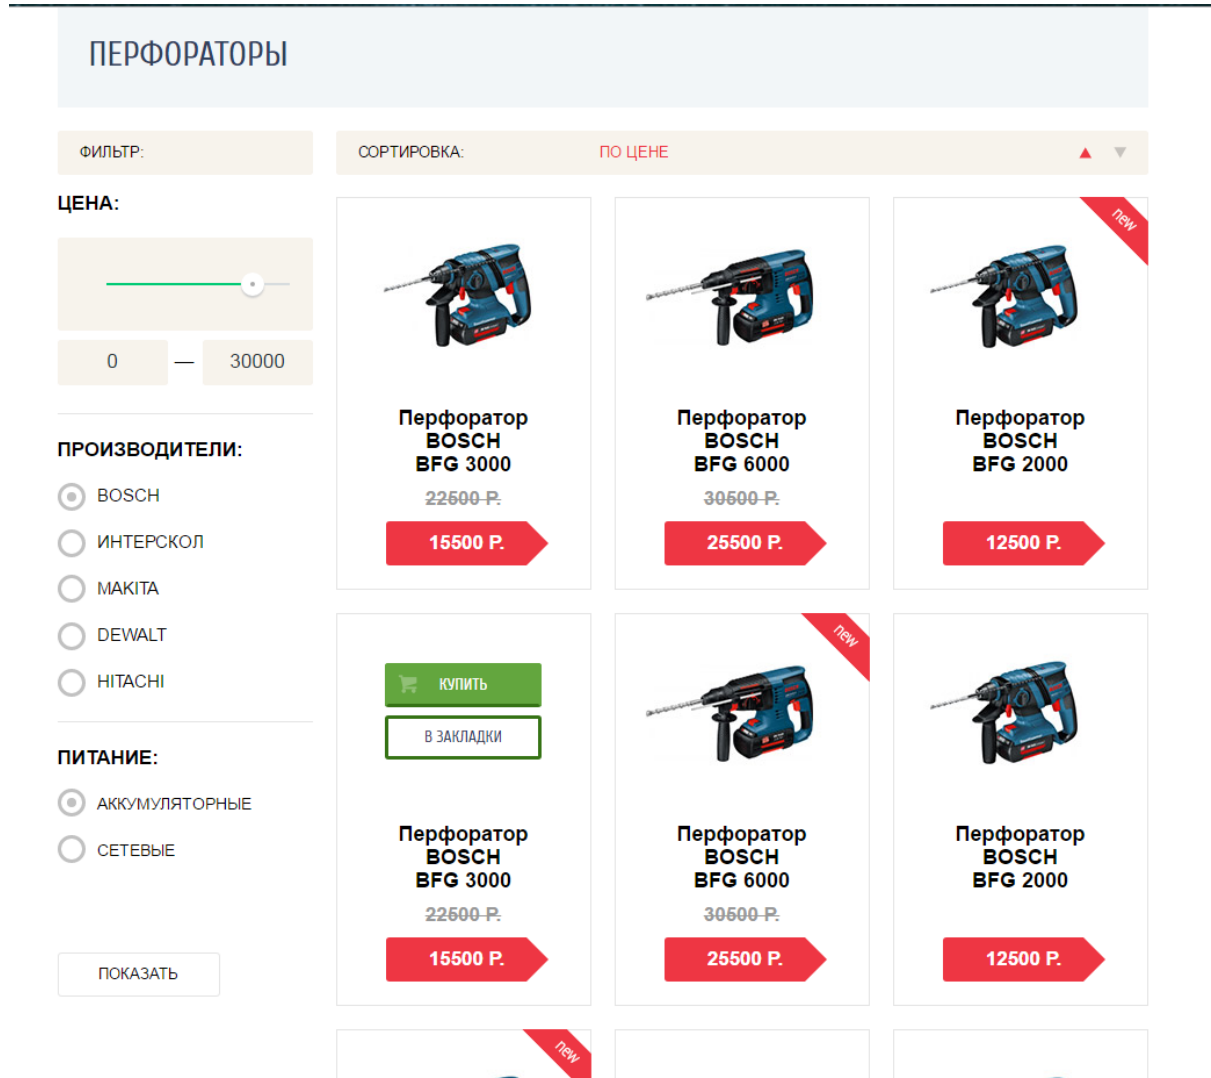 ПЕРФОРАТОРЫ
ФИЛЬТР:
СОРТИРОВКА: ПО ЦЕНЕ
ЦЕНА:
0 — 30000
ПРОИЗВОДИТЕЛИ:
BOSCH
ИНТЕРСКОЛ
MAKITA
DEWALT
HITACHI
ПИТАНИЕ:
АККУМУЛЯТОРНЫЕ
СЕТЕВЫЕ
ПОКАЗАТЬ
Перфоратор
BOSCH
BFG 3000
22500 Р.
15500 Р.
Перфоратор
BOSCH
BFG 6000
30500 Р.
25500 Р.
new
Перфоратор
BOSCH
BFG 2000
12500 Р.
КУПИТЬ
В ЗАКЛАДКИ
Перфоратор
BOSCH
BFG 3000
22500 Р.
15500 Р.
new
Перфоратор
BOSCH
BFG 6000
30500 Р.
25500 Р.
Перфоратор
BOSCH
BFG 2000
12500 Р.
new